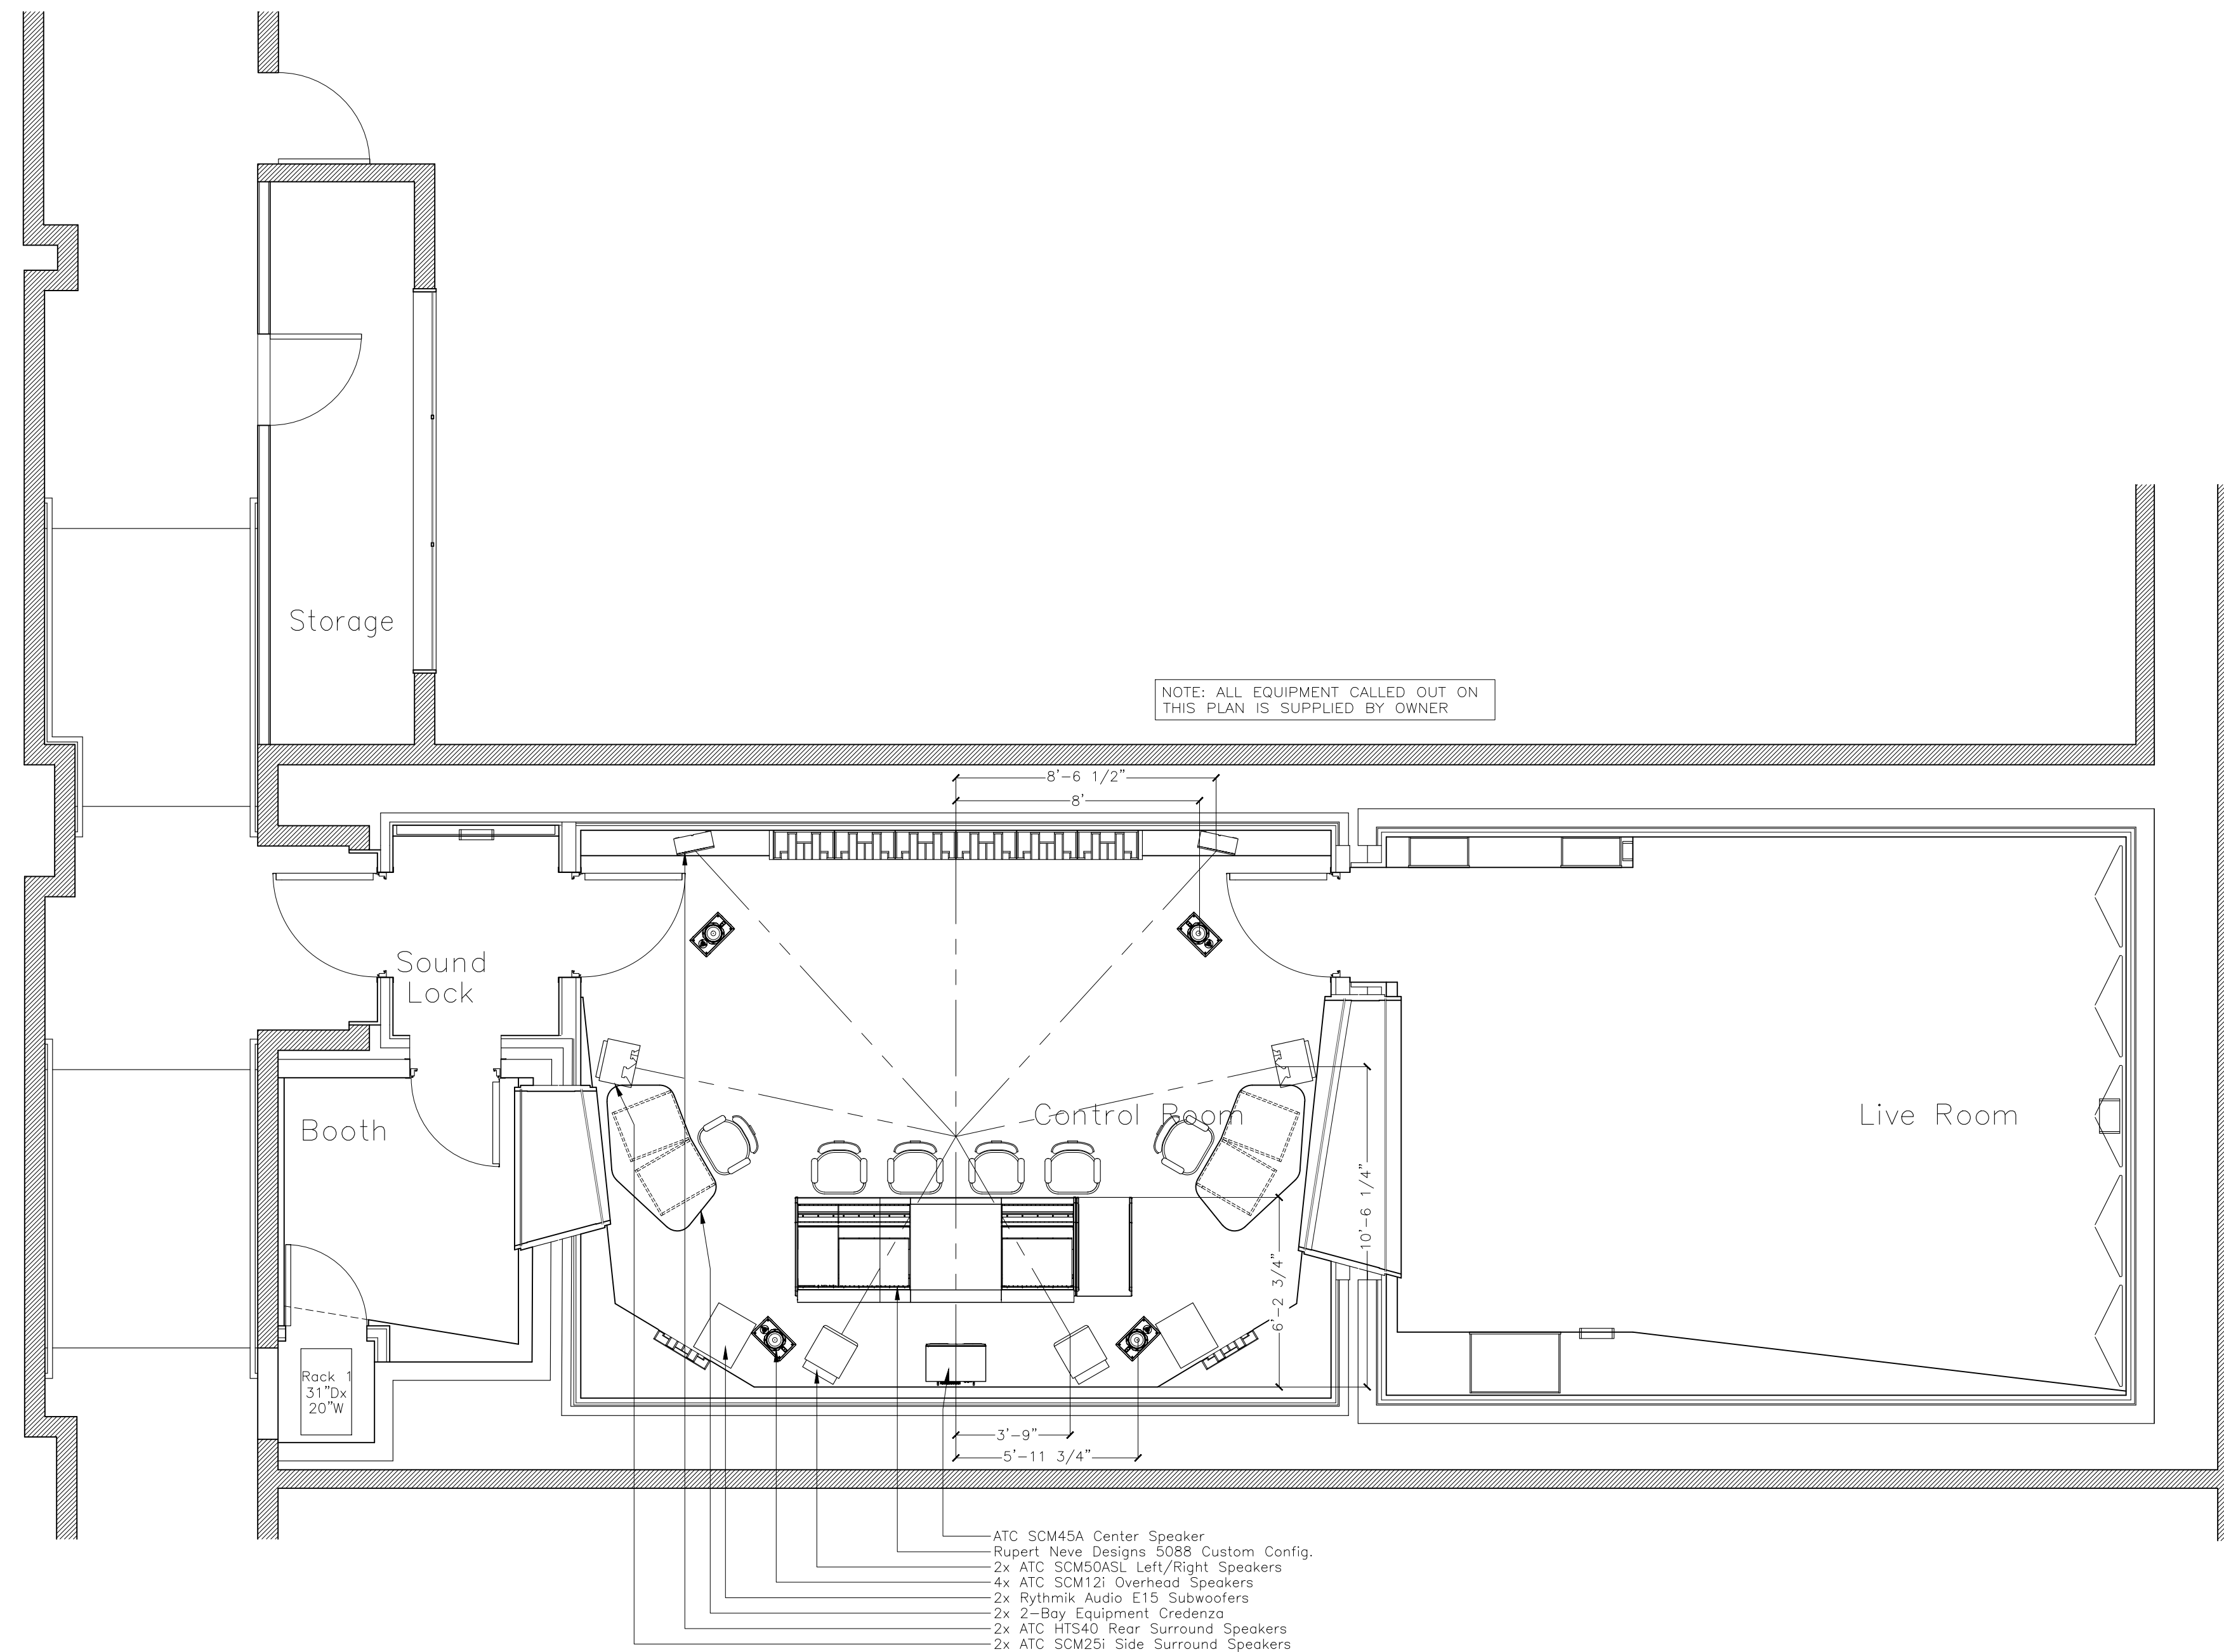 Storage
NOTE: ALL EQUIPMENT CALLED OUT ON
THIS PLAN IS SUPPLIED BY OWNER
8'-6 1/2"
8'
Sound
Lock
Booth
Control Room
Live Room
10'-6 1/4"
6'-2 3/4"
Rack 1
31"Dx
20"W
3'-9"
5'-11 3/4"
ATC SCM45A Center Speaker
Rupert Neve Designs 5088 Custom Config.
2x ATC SCM50ASL Left/Right Speakers
4x ATC SCM12i Overhead Speakers
2x Rythmik Audio E15 Subwoofers
2x 2-Bay Equipment Credenza
2x ATC HTS40 Rear Surround Speakers
2x ATC SCM25i Side Surround Speakers